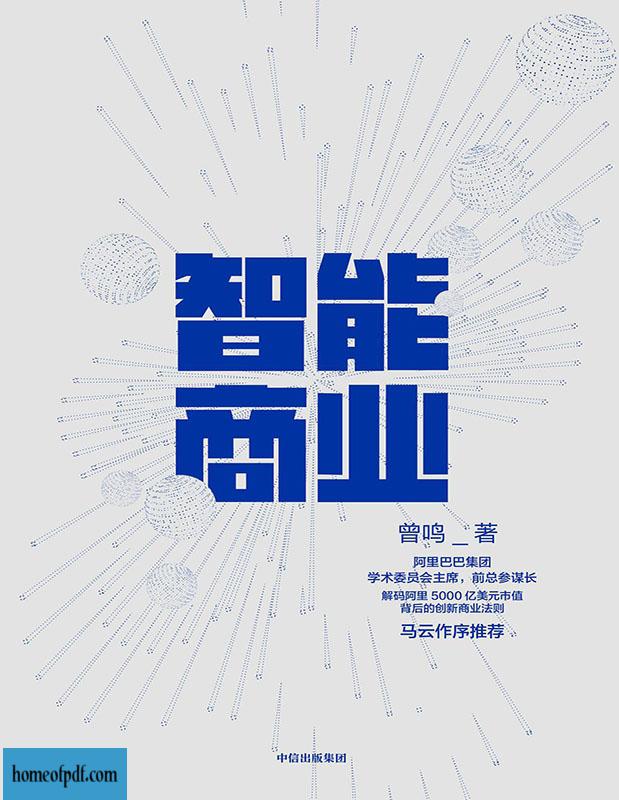 智能
商业
曾鸣_著
阿里巴巴集团
学术委员会主席，前总参谋长
解码阿里 5000 亿美元市值
背后的创新商业法则
马云作序推荐
中信出版集团
homeofpdf.com